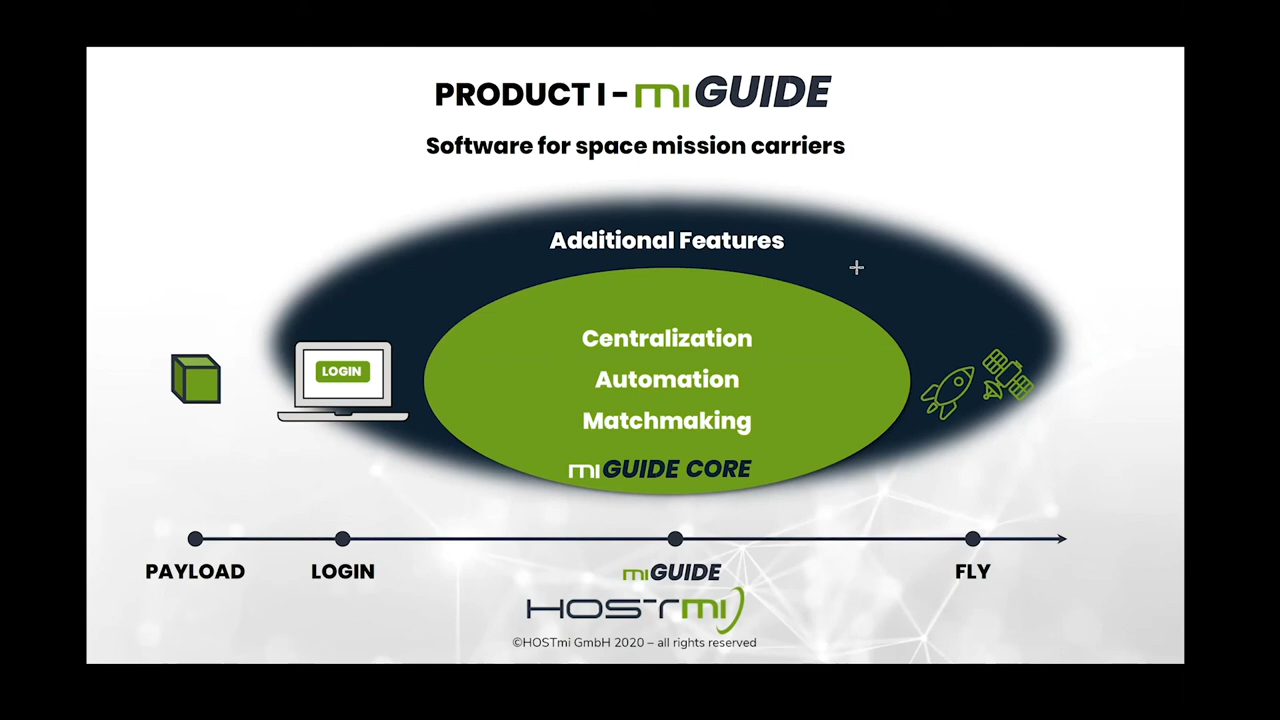 PRODUCT I - miGUIDE
Software for space mission carriers
Additional Features
Centralization
LOGIN
Automation
Matchmaking
miGUIDE CORE
PAYLOAD LOGIN miGUIDE FLY
HOSTmi
©HOSTmi GmbH 2020 – all rights reserved